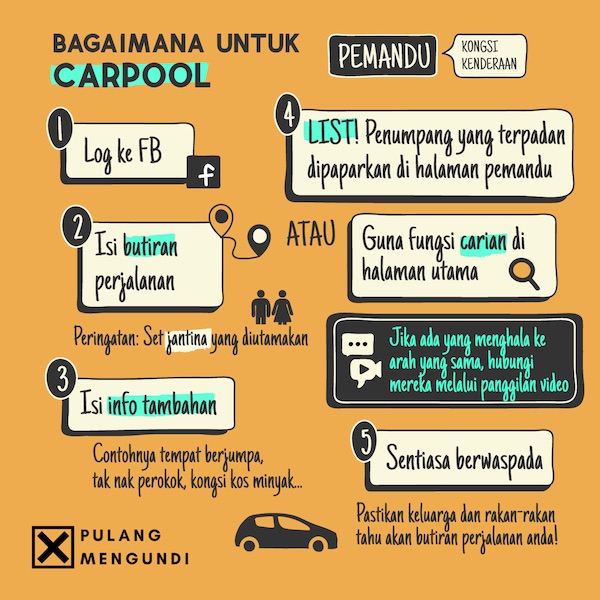 BAGAIMANA UNTUK
CARPOOL
PEMANDU
KONGSI
KENDERAAN
1
Log ke FB
f
2
Isi butiran
perjalanan
Peringatan: Set jantina yang diutamakan
3
Isi info tambahan
Contohnya tempat berjumpa,
tak nak perokok, kongsi kos minyak...
4
LIST! Penumpang yang terpadan
dipaparkan di halaman pemandu
ATAU
Guna fungsi carian di
halaman utama
Jika ada yang menghala ke
arah yang sama, hubungi
mereka melalui panggilan video
5
Sentiasa berwaspada
Pastikan keluarga dan rakan-rakan
tahu akan butiran perjalanan anda!
PULANG
MENGUNDI